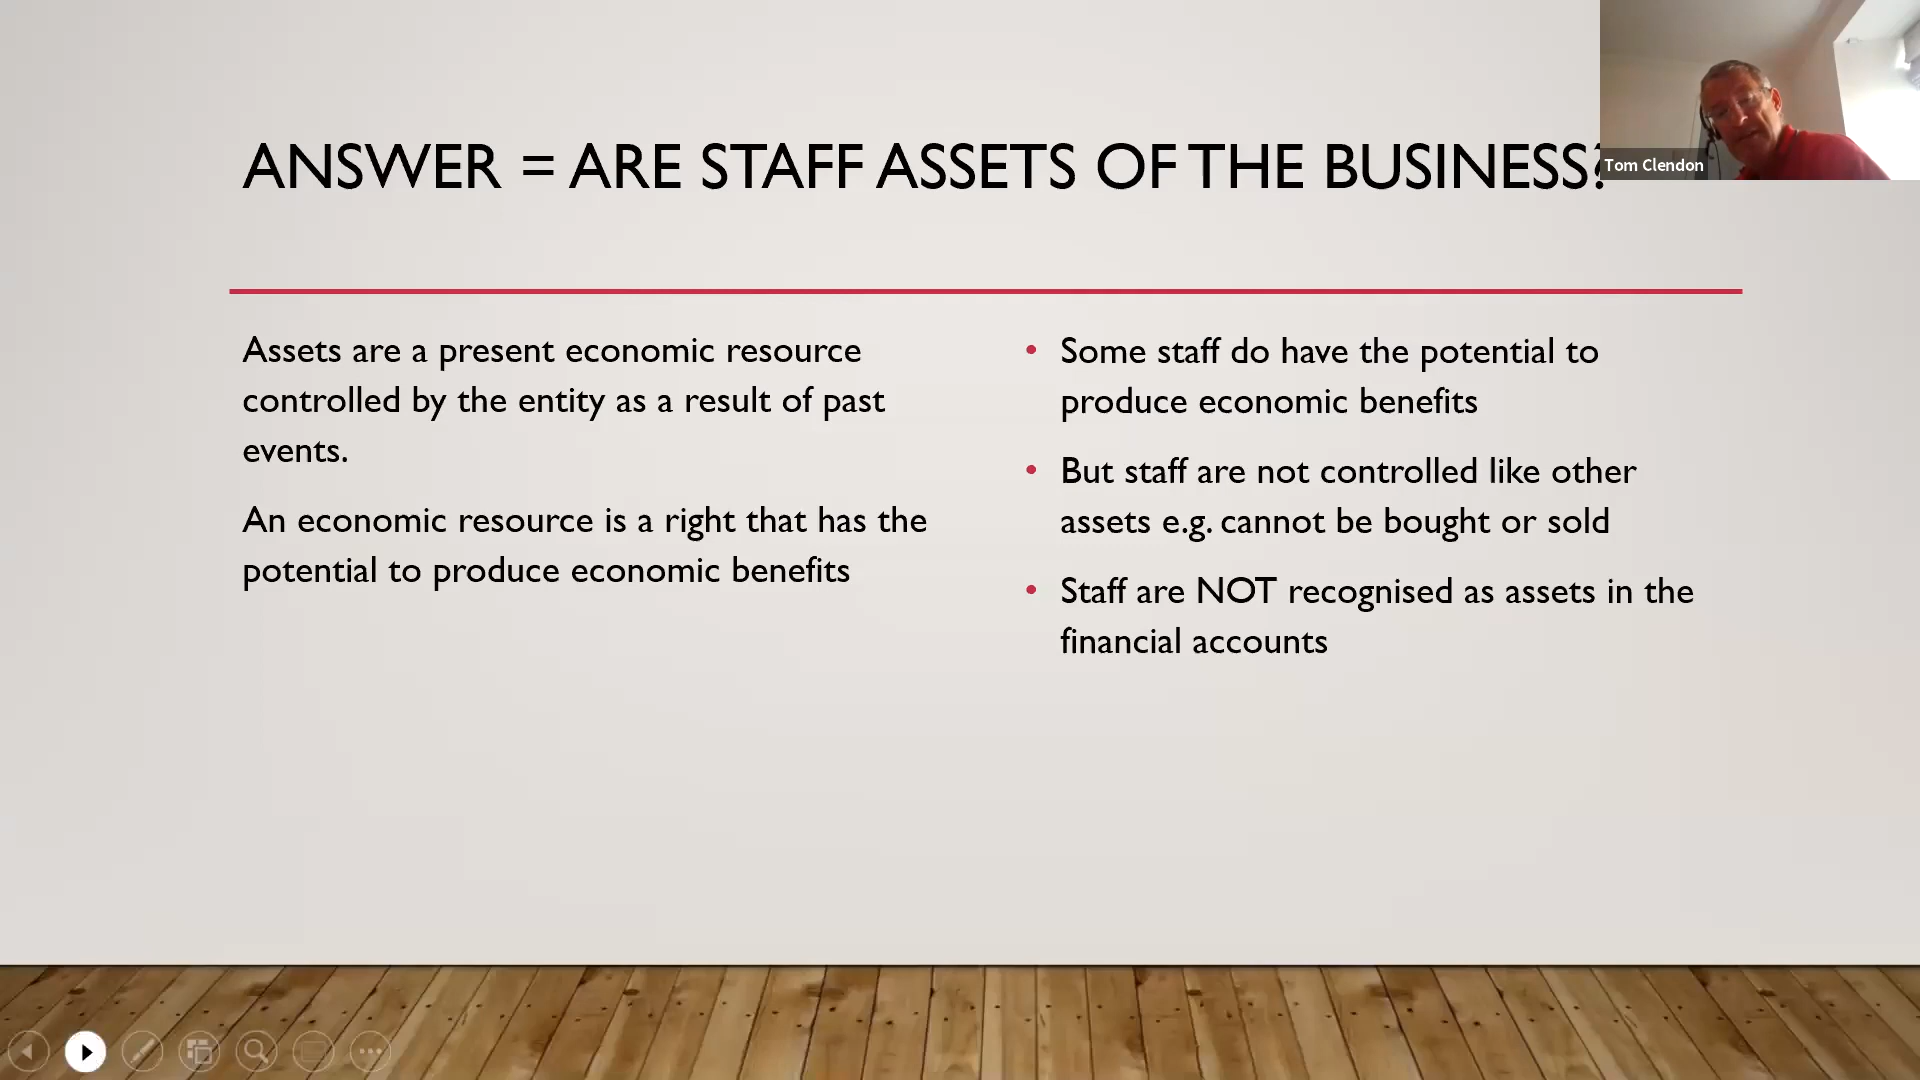 ANSWER = ARE STAFF ASSETS OF THE BUSINESS?
Tom Clendon
Assets are a present economic resource
controlled by the entity as a result of past
events.
An economic resource is a right that has the
potential to produce economic benefits
• Some staff do have the potential to
produce economic benefits
• But staff are not controlled like other
assets e.g. cannot be bought or sold
• Staff are NOT recognised as assets in the
financial accounts